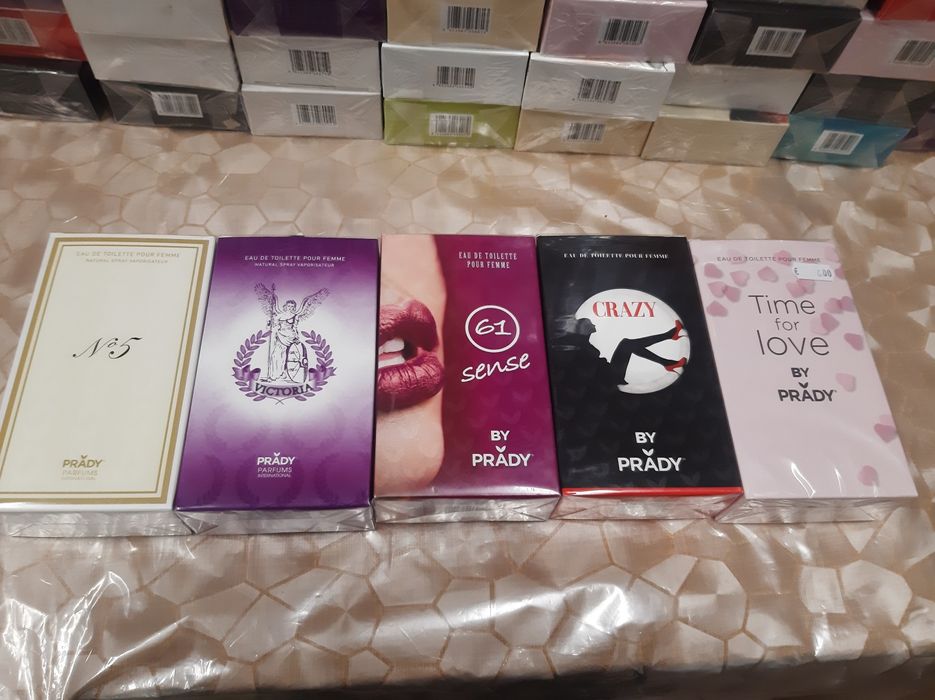 EAU DE TOILETTE POUR FEMME
NATURAL SPRAY VAPORISATEUR
Nº5
PRADY
PARFUMS
INTERNATIONAL
EAU DE TOILETTE POUR FEMME
NATURAL SPRAY VAPORISATEUR
VICTORIA
PRADY
PARFUMS
INTERNATIONAL
EAU DE TOILETTE
POUR FEMME
61
sense
BY
PRADY
EAU DE TOILETTE POUR FEMME
CRAZY
BY
PRADY
EAU DE TOILETTE POUR FEMME
€
Time
for
love
BY
PRADY